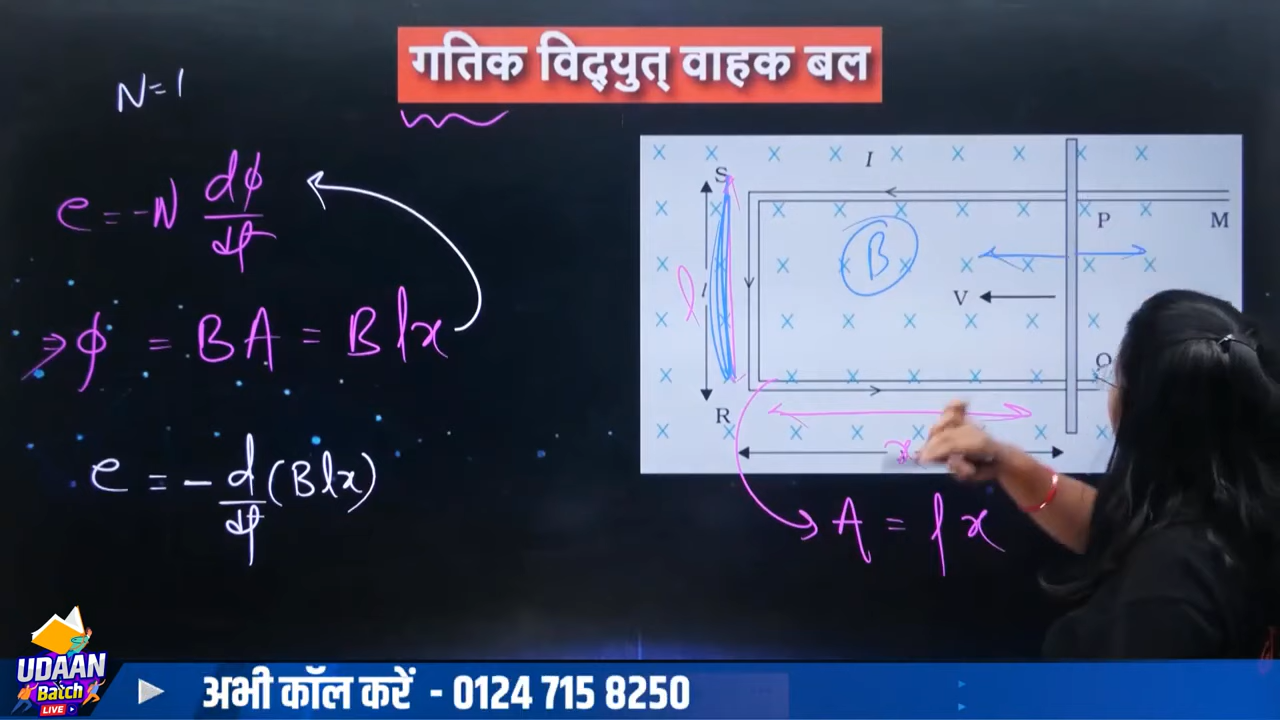 गतिक विद्युत् वाहक बल
N=1
e = -N dφ/dt
⇒ φ = BA = Blx
e = - d/dt (Blx)
S
I
B
P
M
l
l
V
Q
R
x
A = lx
UDAAN
Batch
LIVE
अभी कॉल करें - 0124 715 8250